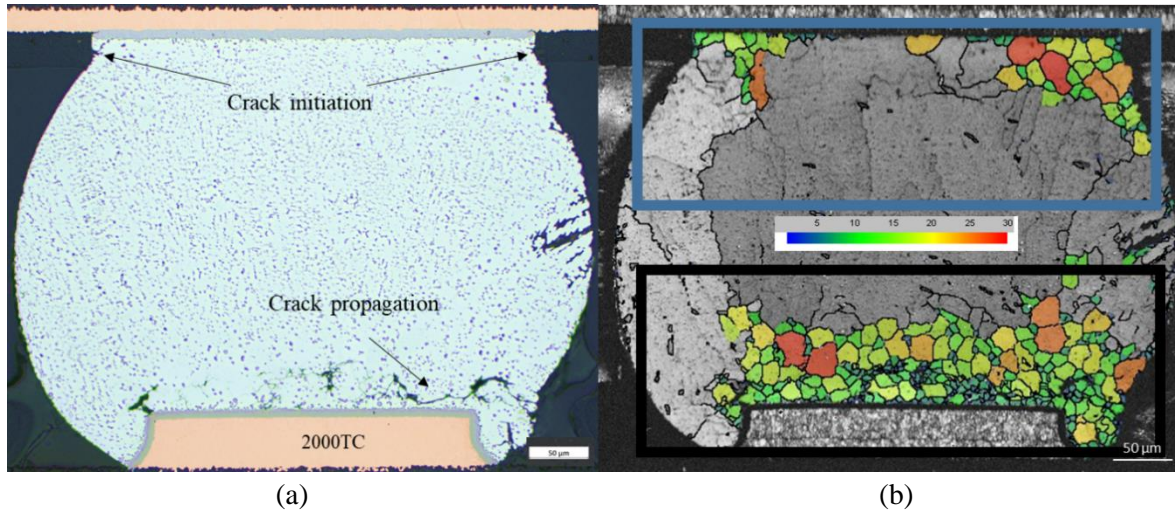 Crack initiation
Crack propagation
2000TC
50 µm
5 10 15 20 25 30
50 µm
(a) (b)